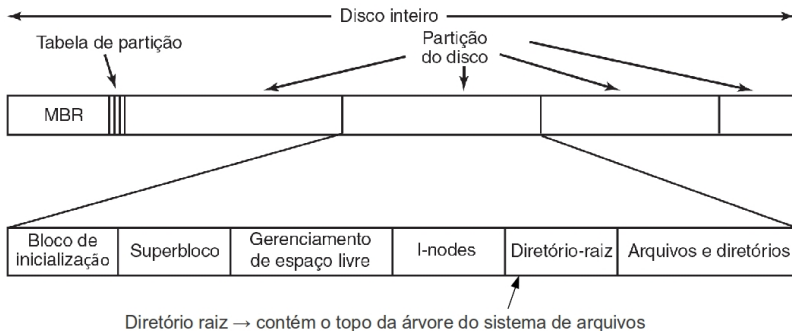 Disco inteiro
Tabela de partição
Partição
do disco
MBR
Bloco de
inicialização
Superbloco
Gerenciamento
de espaço livre
I-nodes
Diretório-raiz
Arquivos e diretórios
Diretório raiz → contém o topo da árvore do sistema de arquivos